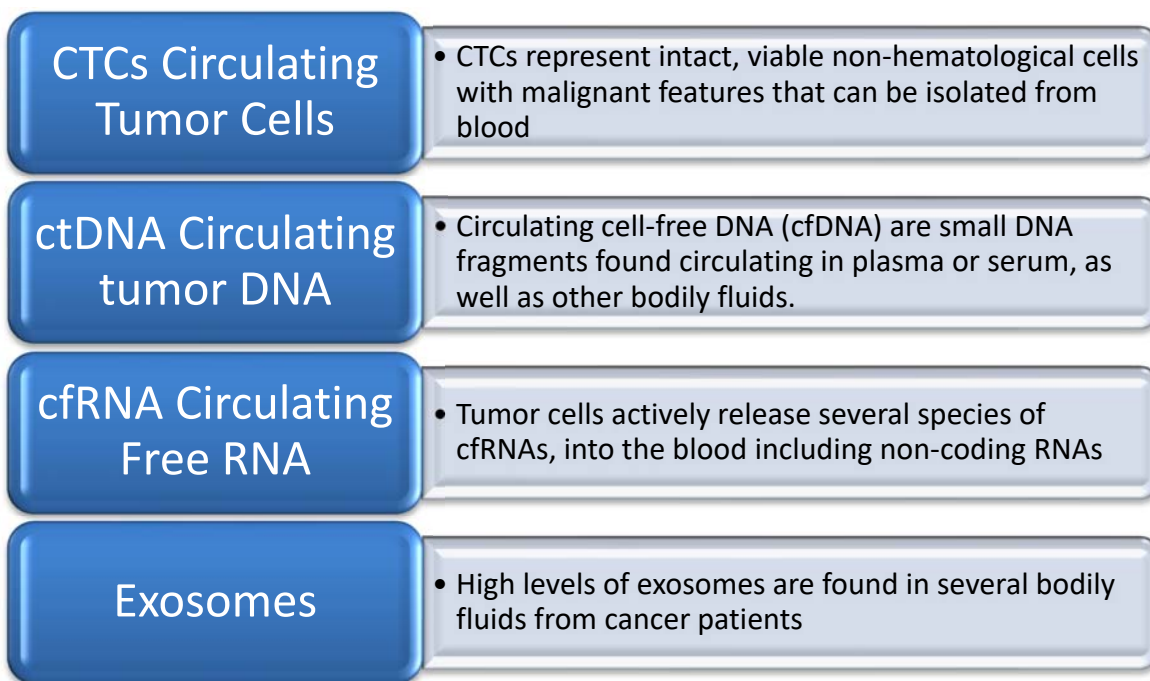 CTCs Circulating
Tumor Cells
• CTCs represent intact, viable non-hematological cells
with malignant features that can be isolated from
blood
ctDNA Circulating
tumor DNA
• Circulating cell-free DNA (cfDNA) are small DNA
fragments found circulating in plasma or serum, as
well as other bodily fluids.
cfRNA Circulating
Free RNA
• Tumor cells actively release several species of
cfRNAs, into the blood including non-coding RNAs
Exosomes
• High levels of exosomes are found in several bodily
fluids from cancer patients